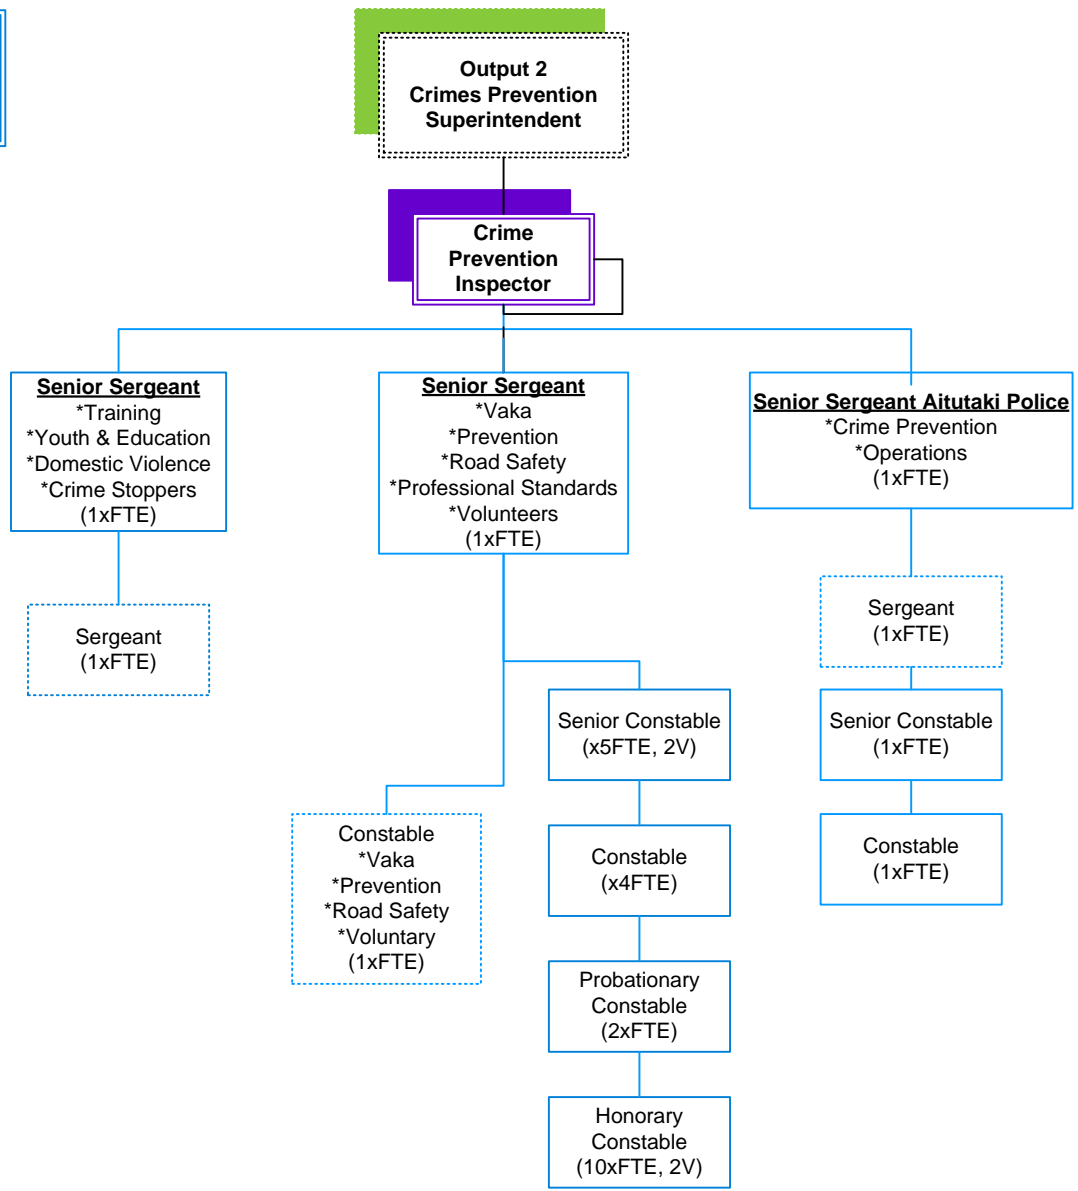 Output 2
Crimes Prevention
Superintendent
Crime
Prevention
Inspector
Senior Sergeant
*Training
*Youth & Education
*Domestic Violence
*Crime Stoppers
(1xFTE)
Senior Sergeant
*Vaka
*Prevention
*Road Safety
*Professional Standards
*Volunteers
(1xFTE)
Senior Sergeant Aitutaki Police
*Crime Prevention
*Operations
(1xFTE)
Sergeant
(1xFTE)
Sergeant
(1xFTE)
Senior Constable
(x5FTE, 2V)
Senior Constable
(1xFTE)
Constable
*Vaka
*Prevention
*Road Safety
*Voluntary
(1xFTE)
Constable
(x4FTE)
Constable
(1xFTE)
Probationary
Constable
(2xFTE)
Honorary
Constable
(10xFTE, 2V)